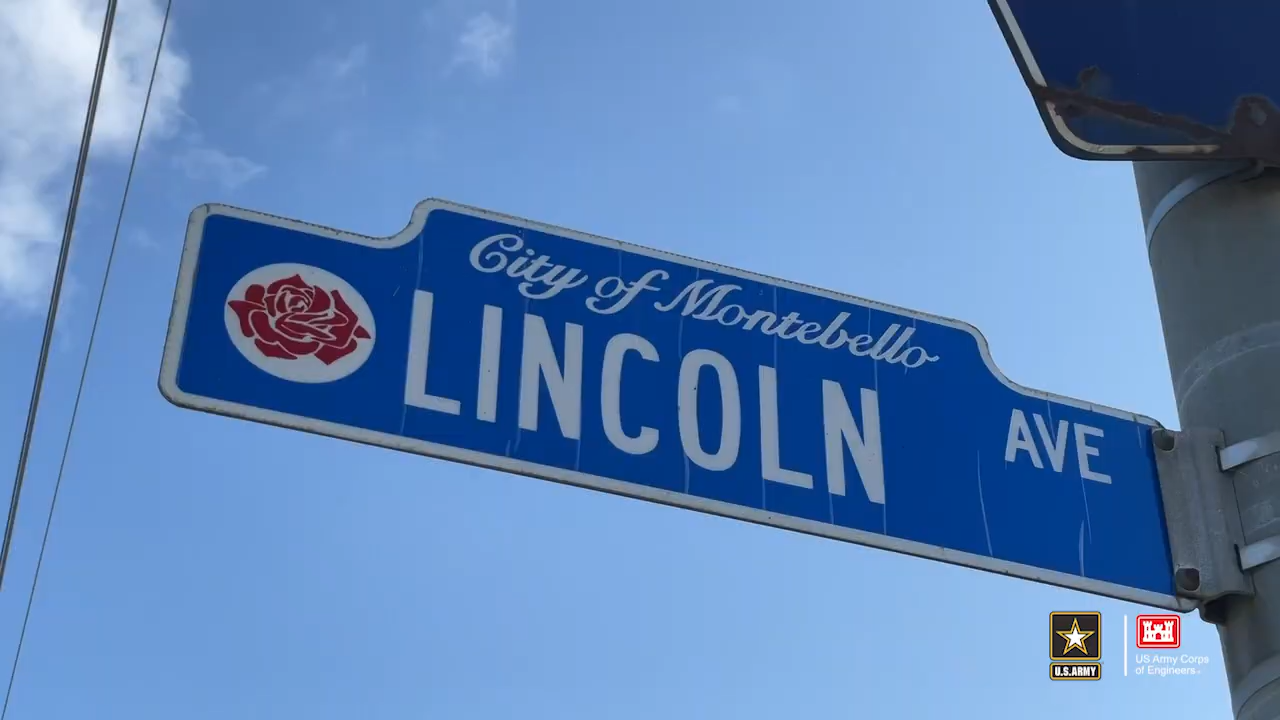 City of Montebello
LINCOLN AVE
U.S.ARMY
US Army Corps
of Engineers